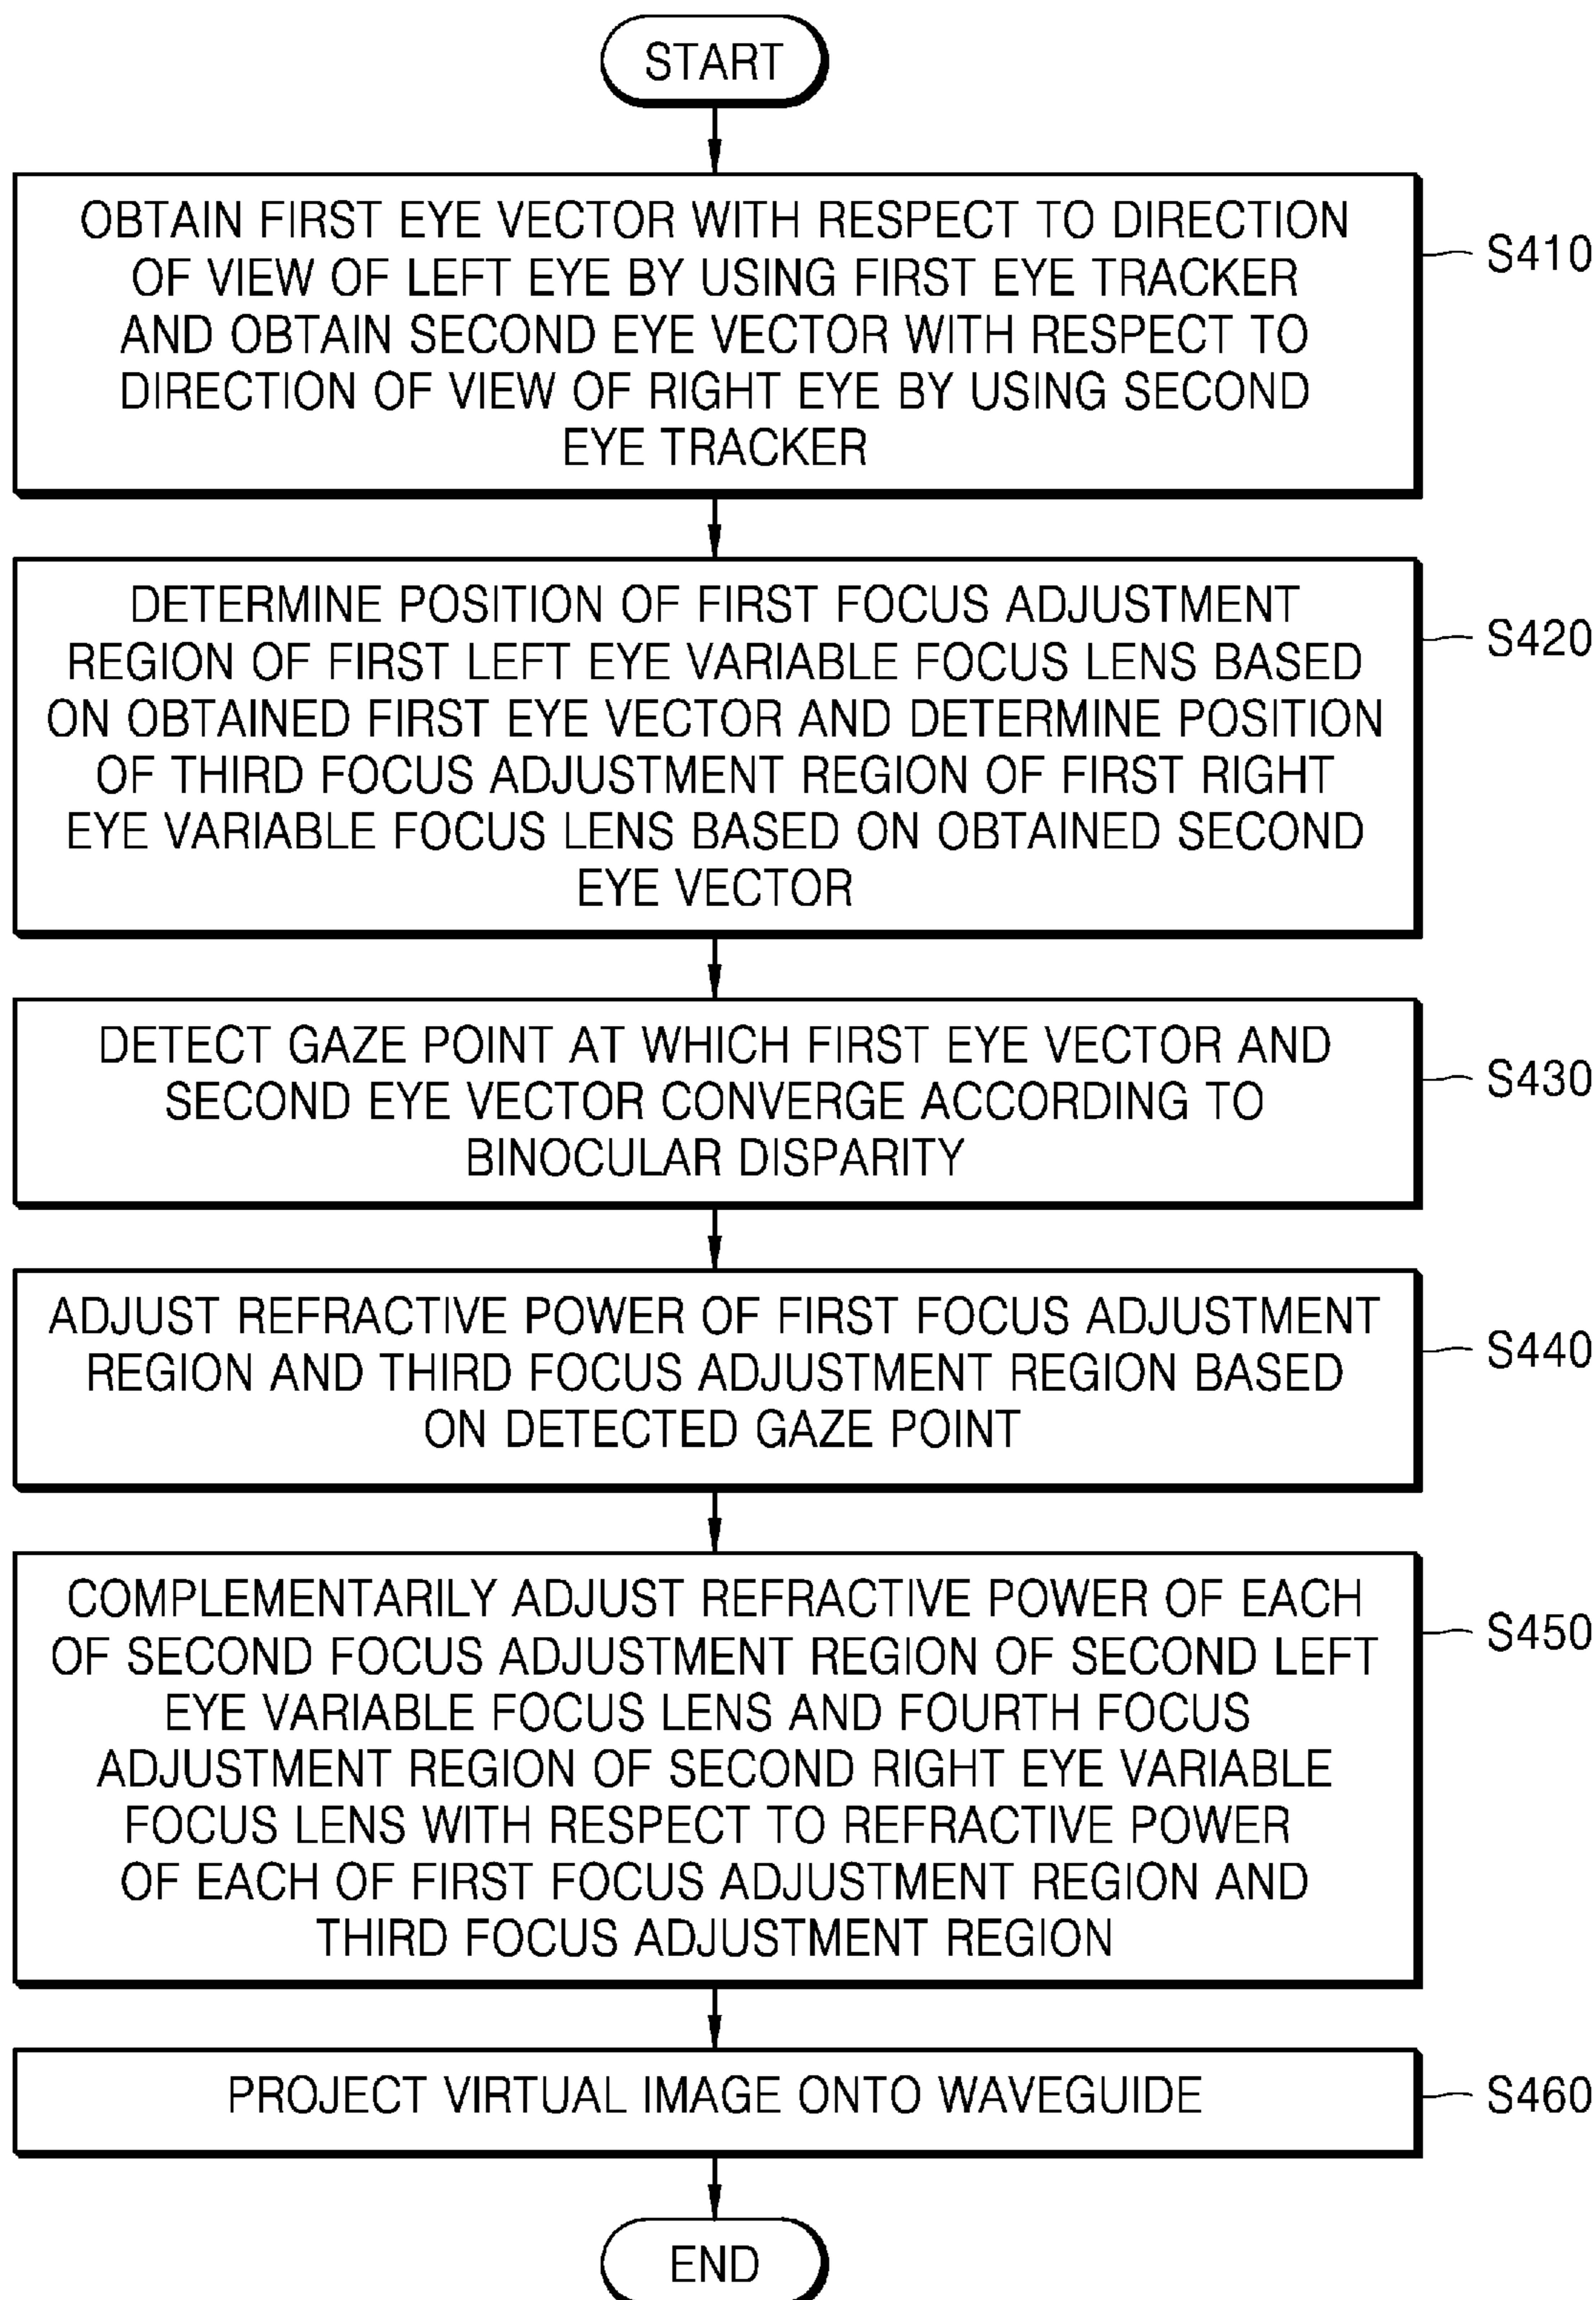 START
OBTAIN FIRST EYE VECTOR WITH RESPECT TO DIRECTION
OF VIEW OF LEFT EYE BY USING FIRST EYE TRACKER
AND OBTAIN SECOND EYE VECTOR WITH RESPECT TO
DIRECTION OF VIEW OF RIGHT EYE BY USING SECOND
EYE TRACKER
S410
DETERMINE POSITION OF FIRST FOCUS ADJUSTMENT
REGION OF FIRST LEFT EYE VARIABLE FOCUS LENS BASED
ON OBTAINED FIRST EYE VECTOR AND DETERMINE POSITION
OF THIRD FOCUS ADJUSTMENT REGION OF FIRST RIGHT
EYE VARIABLE FOCUS LENS BASED ON OBTAINED SECOND
EYE VECTOR
S420
DETECT GAZE POINT AT WHICH FIRST EYE VECTOR AND
SECOND EYE VECTOR CONVERGE ACCORDING TO
BINOCULAR DISPARITY
S430
ADJUST REFRACTIVE POWER OF FIRST FOCUS ADJUSTMENT
REGION AND THIRD FOCUS ADJUSTMENT REGION BASED
ON DETECTED GAZE POINT
S440
COMPLEMENTARILY ADJUST REFRACTIVE POWER OF EACH
OF SECOND FOCUS ADJUSTMENT REGION OF SECOND LEFT
EYE VARIABLE FOCUS LENS AND FOURTH FOCUS
ADJUSTMENT REGION OF SECOND RIGHT EYE VARIABLE
FOCUS LENS WITH RESPECT TO REFRACTIVE POWER
OF EACH OF FIRST FOCUS ADJUSTMENT REGION AND
THIRD FOCUS ADJUSTMENT REGION
S450
PROJECT VIRTUAL IMAGE ONTO WAVEGUIDE
S460
END